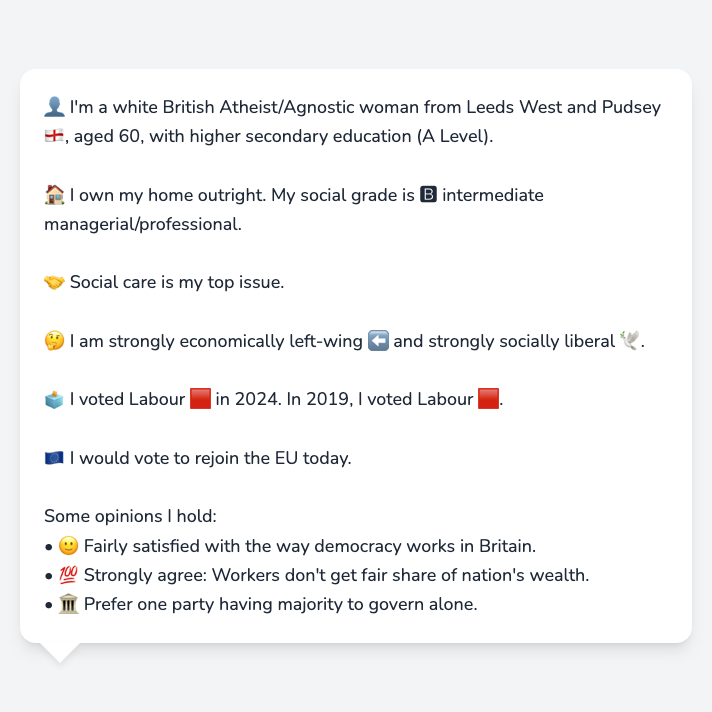 👤 I'm a white British Atheist/Agnostic woman from Leeds West and Pudsey
🏴󠁧󠁢󠁥󠁮󠁧󠁿, aged 60, with higher secondary education (A Level).
🏠 I own my home outright. My social grade is 🅱 intermediate
managerial/professional.
🤝 Social care is my top issue.
🤔 I am strongly economically left-wing ⬅️ and strongly socially liberal 🕊️.
🗳️ I voted Labour 🟥 in 2024. In 2019, I voted Labour 🟥.
🇪🇺 I would vote to rejoin the EU today.
Some opinions I hold:
• 🙂 Fairly satisfied with the way democracy works in Britain.
• 💯 Strongly agree: Workers don't get fair share of nation's wealth.
• 🏛️ Prefer one party having majority to govern alone.